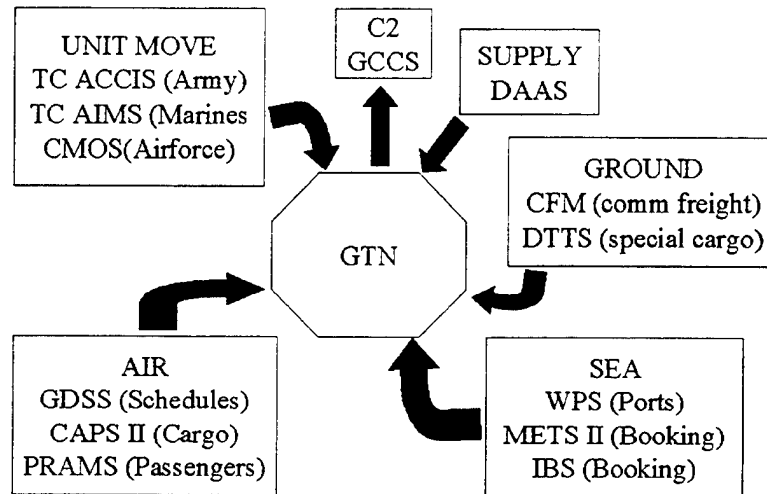 UNIT MOVE
TC ACCIS (Army)
TC AIMS (Marines
CMOS(Airforce)
C2
GCCS
SUPPLY
DAAS
GROUND
CFM (comm freight)
DTTS (special cargo)
GTN
AIR
GDSS (Schedules)
CAPS II (Cargo)
PRAMS (Passengers)
SEA
WPS (Ports)
METS II (Booking)
IBS (Booking)